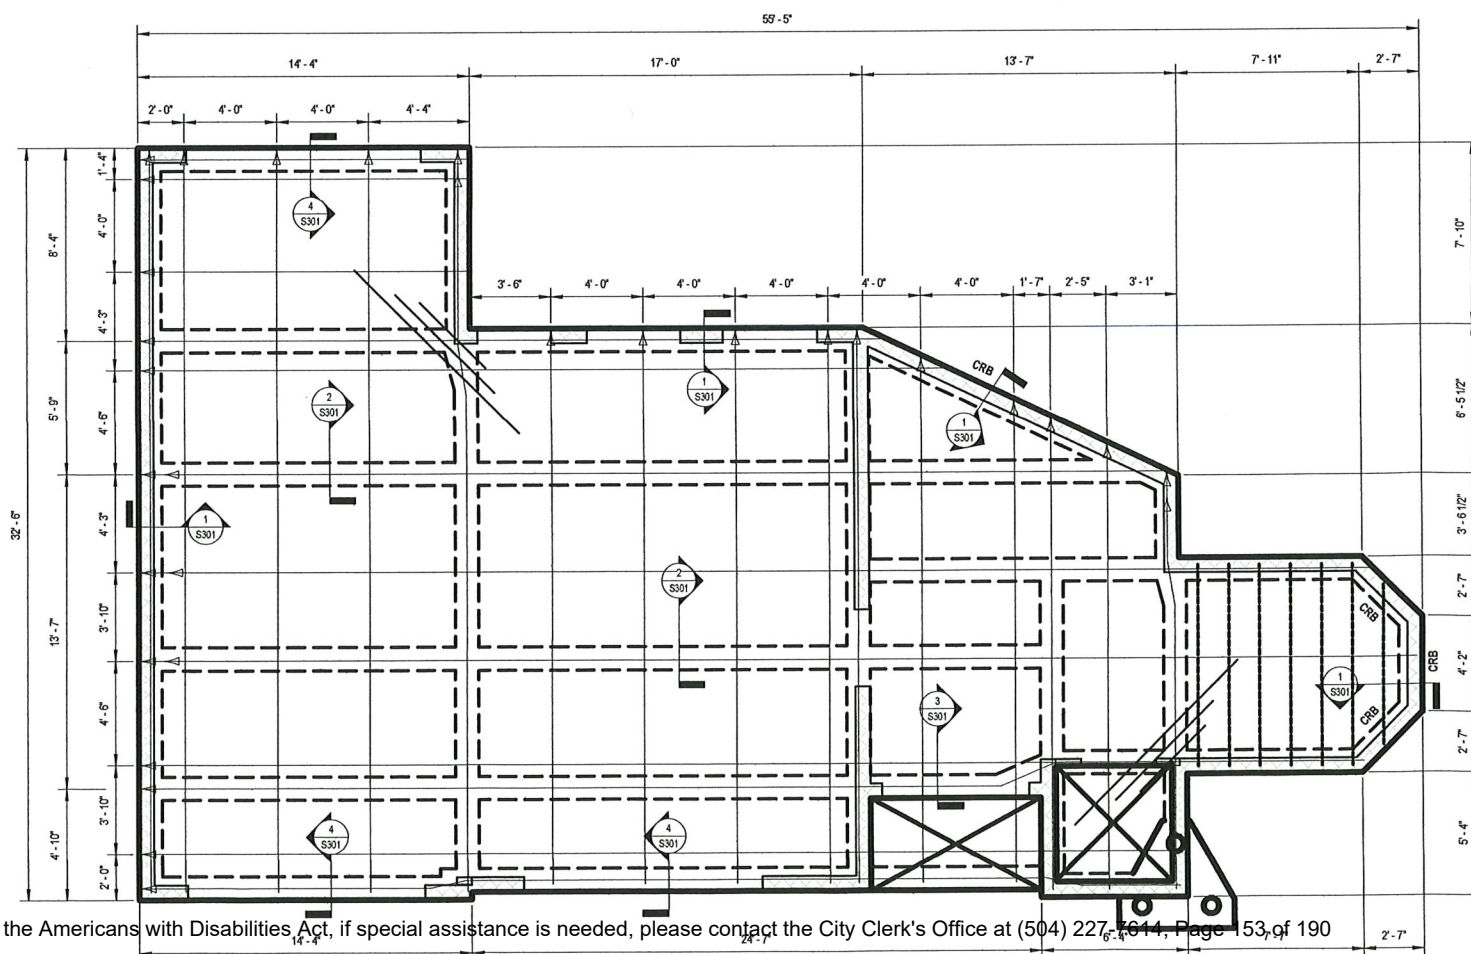 55' - 5"
14' - 4" 17' - 0" 13' - 7" 7' - 11" 2' - 7"
2' - 0" 4' - 0" 4' - 0" 4' - 4"
32' - 6"
8' - 4"
5' - 9"
13' - 7"
4' - 10"
1' - 4"
4' - 0"
4' - 3"
4' - 6"
4' - 3"
3' - 10"
4' - 6"
3' - 10"
2' - 0"
3' - 6" 4' - 0" 4' - 0" 4' - 0" 4' - 0" 4' - 0" 1' - 7" 2' - 5" 3' - 1"
7' - 10"
6' - 5 1/2"
3' - 6 1/2"
2' - 7"
4' - 2"
2' - 7"
5' - 4"
4
S301
2
S301
1
S301
CRB
1
S301
1
S301
2
S301
CRB
CRB
1
S301
CRB
3
S301
4
S301
4
S301
the Americans with Disabilities Act, if special assistance is needed, please contact the City Clerk's Office at (504) 227-7614, Page 153 of 190
14' - 4" 24' - 7" 6' - 4" 7' - 7" 2' - 7"